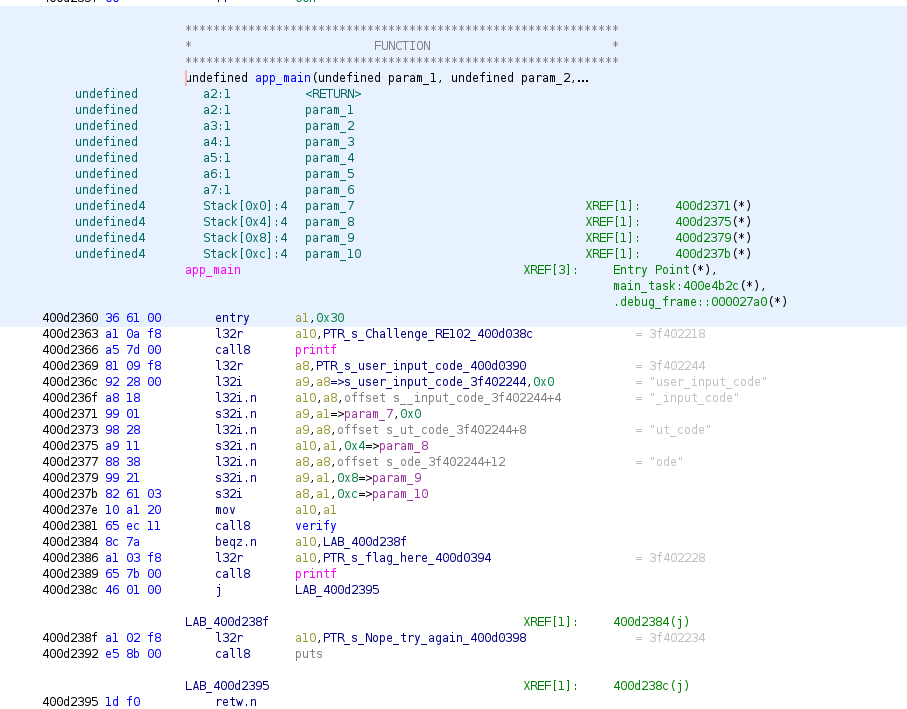 ************************************************************** 
* FUNCTION *
**************************************************************
undefined app_main(undefined param_1, undefined param_2,...
undefined a2:1 <RETURN>
undefined a2:1 param_1
undefined a3:1 param_2
undefined a4:1 param_3
undefined a5:1 param_4
undefined a6:1 param_5
undefined a7:1 param_6
undefined4 Stack[0x0]:4 param_7 XREF[1]: 400d2371(*)
undefined4 Stack[0x4]:4 param_8 XREF[1]: 400d2375(*)
undefined4 Stack[0x8]:4 param_9 XREF[1]: 400d2379(*)
undefined4 Stack[0xc]:4 param_10 XREF[1]: 400d237b(*)
app_main XREF[3]: Entry Point(*),
main_task:400e4b2c(*),
.debug_frame::000027a0(*)
400d2360 36 61 00 entry a1,0x30
400d2363 a1 0a f8 l32r a10,PTR_s_Challenge_RE102_400d038c = 3f402218
400d2366 a5 7d 00 call8 printf
400d2369 81 09 f8 l32r a8,PTR_s_user_input_code_400d0390 = 3f402244
400d236c 92 28 00 l32i a9,a8=>s_user_input_code_3f402244,0x0 = "user_input_code"
400d236f a8 18 l32i.n a10,a8,offset s__input_code_3f402244+4 = "_input_code"
400d2371 99 01 s32i.n a9,a1=>param_7,0x0
400d2373 98 28 l32i.n a9,a8,offset s_ut_code_3f402244+8 = "ut_code"
400d2375 a9 11 s32i.n a10,a1,0x4=>param_8
400d2377 88 38 l32i.n a8,a8,offset s_ode_3f402244+12 = "ode"
400d2379 99 21 s32i.n a9,a1,0x8=>param_9
400d237b 82 61 03 s32i a8,a1,0xc=>param_10
400d237e 10 a1 20 mov a10,a1
400d2381 65 ec 11 call8 verify
400d2384 8c 7a beqz.n a10,LAB_400d238f
400d2386 a1 03 f8 l32r a10,PTR_s_flag_here_400d0394 = 3f402228
400d2389 65 7b 00 call8 printf
400d238c 46 01 00 j LAB_400d2395
LAB_400d238f XREF[1]: 400d2384(j)
400d238f a1 02 f8 l32r a10,PTR_s_Nope_try_again_400d0398 = 3f402234
400d2392 e5 8b 00 call8 puts
LAB_400d2395 XREF[1]: 400d238c(j)
400d2395 1d f0 retw.n